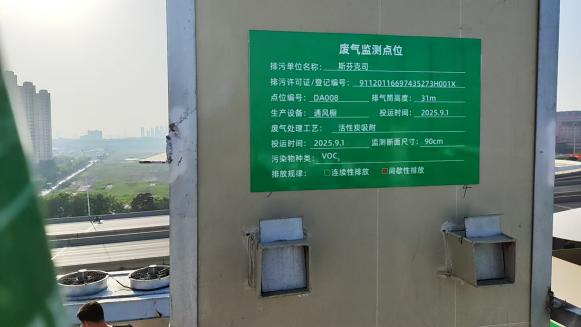 废气监测点位
排污单位名称： 斯芬克司
排污许可证/登记编号： 91120116697435273H001X
点位编号： DA008 排气筒高度： 31m
生产设备： 通风橱 投运时间： 2025.9.1
废气处理工艺： 活性炭吸附
投运时间： 2025.9.1 监测断面尺寸： 90cm
污染物种类： VOCs
排放规律： □连续性排放 ■间歇性排放